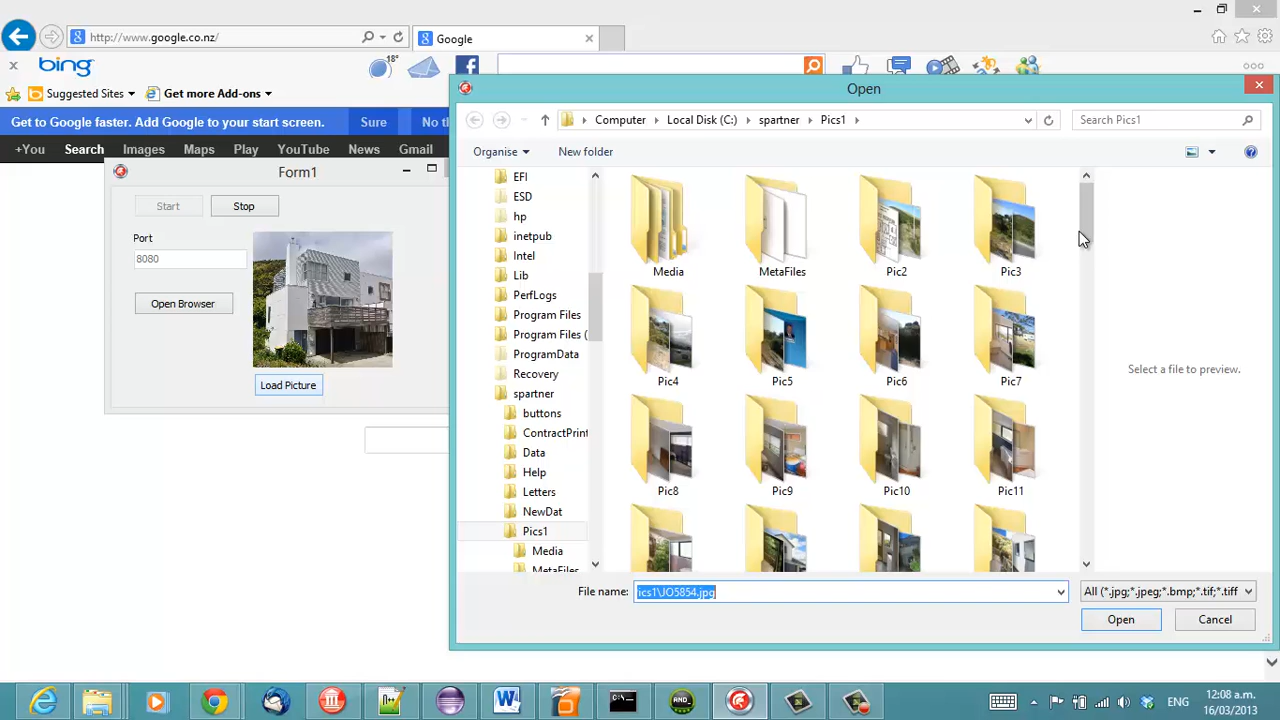 http://www.google.co.nz/
Google
bing
18°
Suggested Sites
Get more Add-ons
Get to Google faster. Add Google to your start screen.
Sure
No th
+You Search Images Maps Play YouTube News Gmail
Form1
Start
Stop
Port
8080
Open Browser
Load Picture
Open
Computer
Local Disk (C:)
spartner
Pics1
Search Pics1
Organise
New folder
EFI
ESD
hp
inetpub
Intel
Lib
PerfLogs
Program Files
Program Files (
ProgramData
Recovery
spartner
buttons
ContractPrint
Data
Help
Letters
NewDat
Pics1
Media
MetaFiles
Media
MetaFiles
Pic2
Pic3
Pic4
Pic5
Pic6
Pic7
Pic8
Pic9
Pic10
Pic11
Select a file to preview.
File name:
ics1\JO5854.jpg
All (*.jpg;*.jpeg;*.bmp;*.tif;*.tiff
Open
Cancel
ENG
12:08 a.m.
16/03/2013